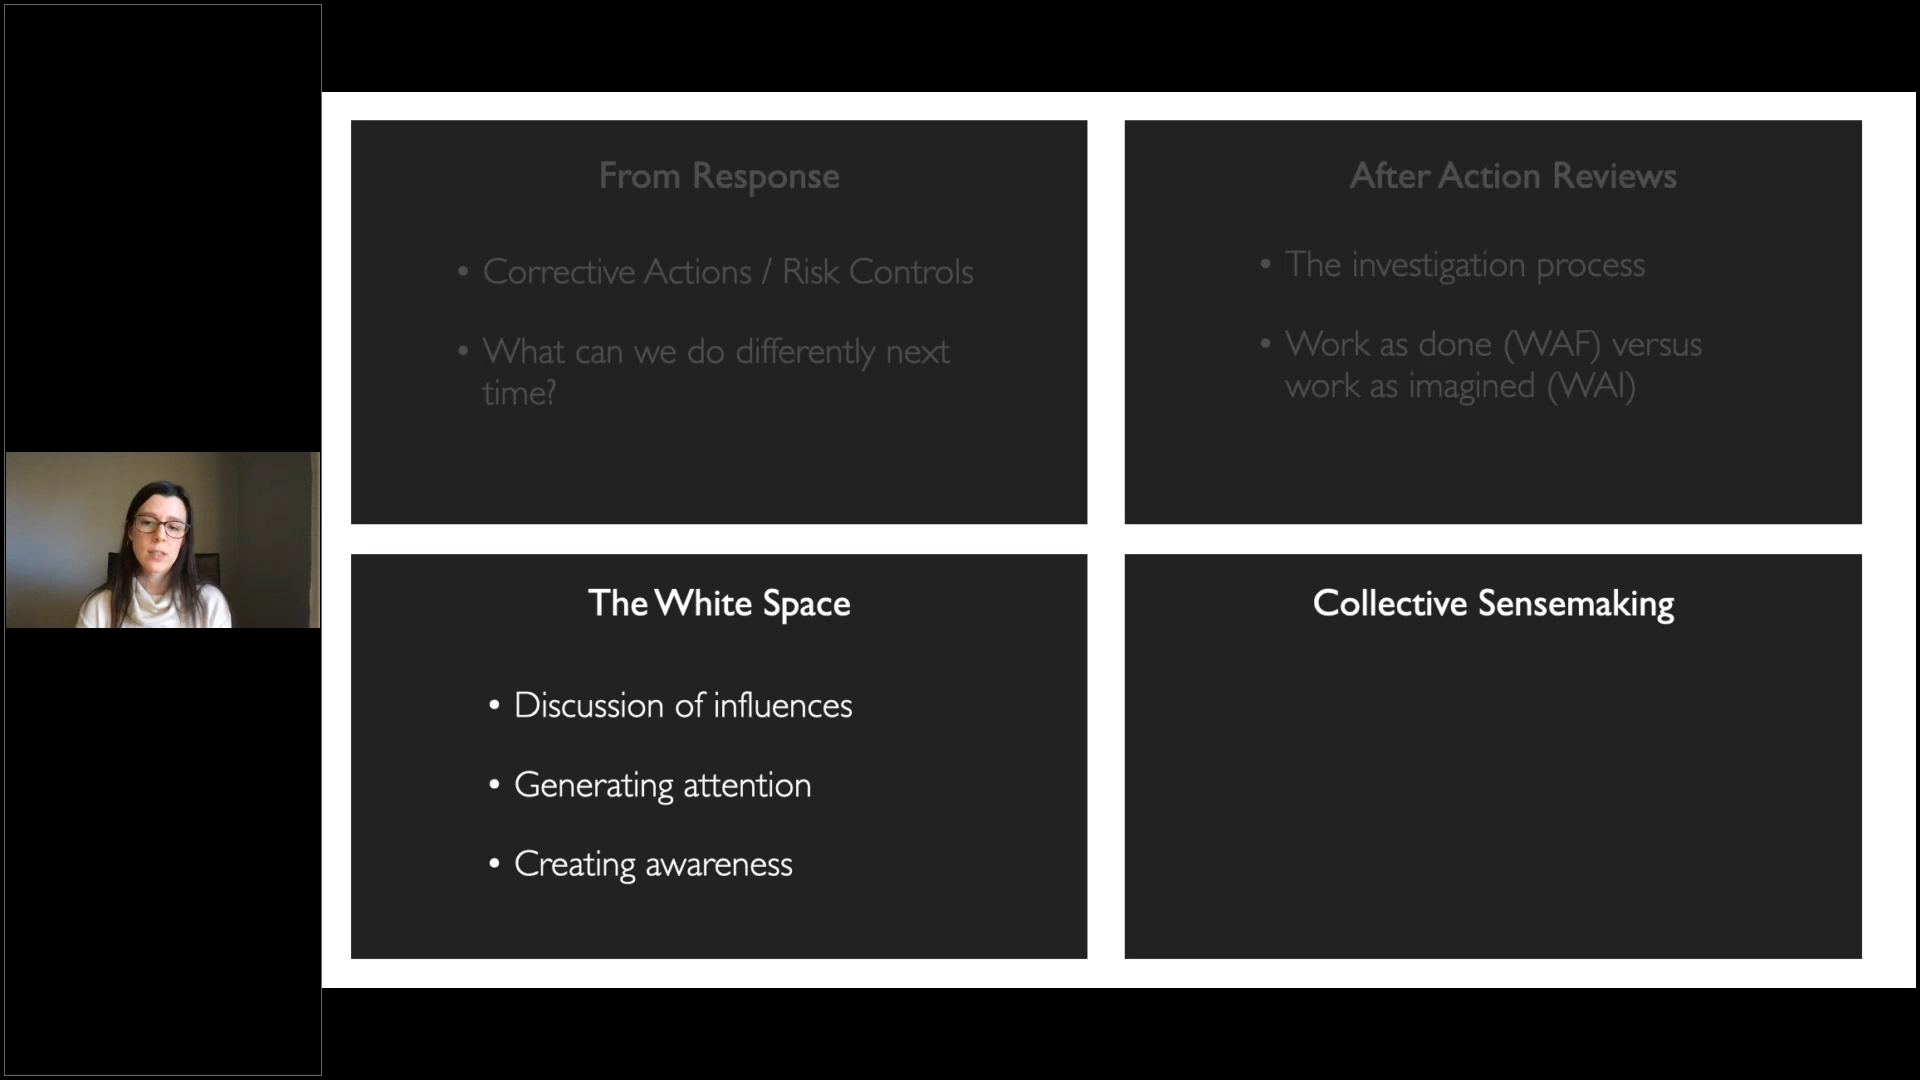 From Response
• Corrective Actions / Risk Controls
• What can we do differently next
time?
After Action Reviews
• The investigation process
• Work as done (WAF) versus
work as imagined (WAI)
The White Space
• Discussion of influences
• Generating attention
• Creating awareness
Collective Sensemaking